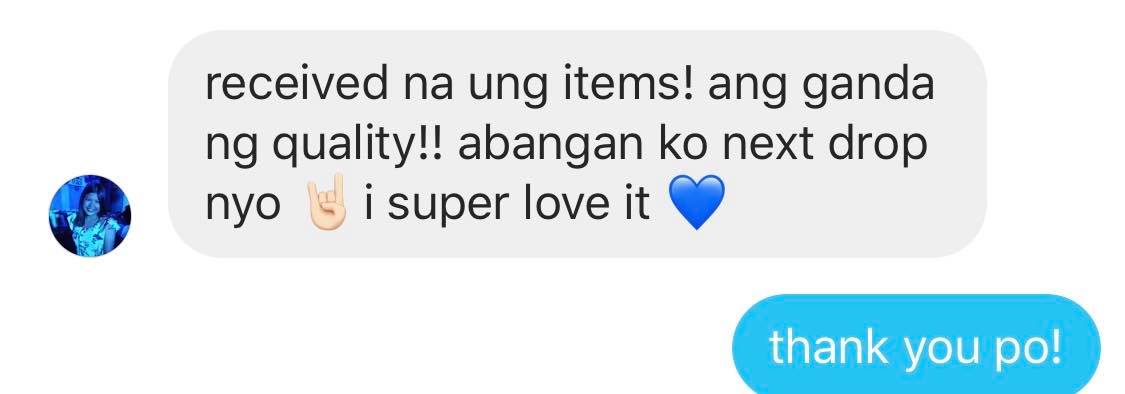 received na ung items! ang ganda
ng quality!! abangan ko next drop
nyo 🤘🏻 i super love it 💙
thank you po!